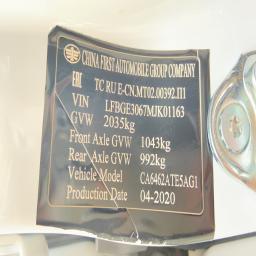 CHINA FIRST AUTOMOBILE GROUP COMPANY
EAC TC RU E-CN.MT02.00392.П1
VIN LFBGE3067MJK01163
GVW 2035kg
Front Axle GVW 1043kg
Rear Axle GVW 992kg
Vehicle Model CA6462ATE5AG1
Production Date 04-2020